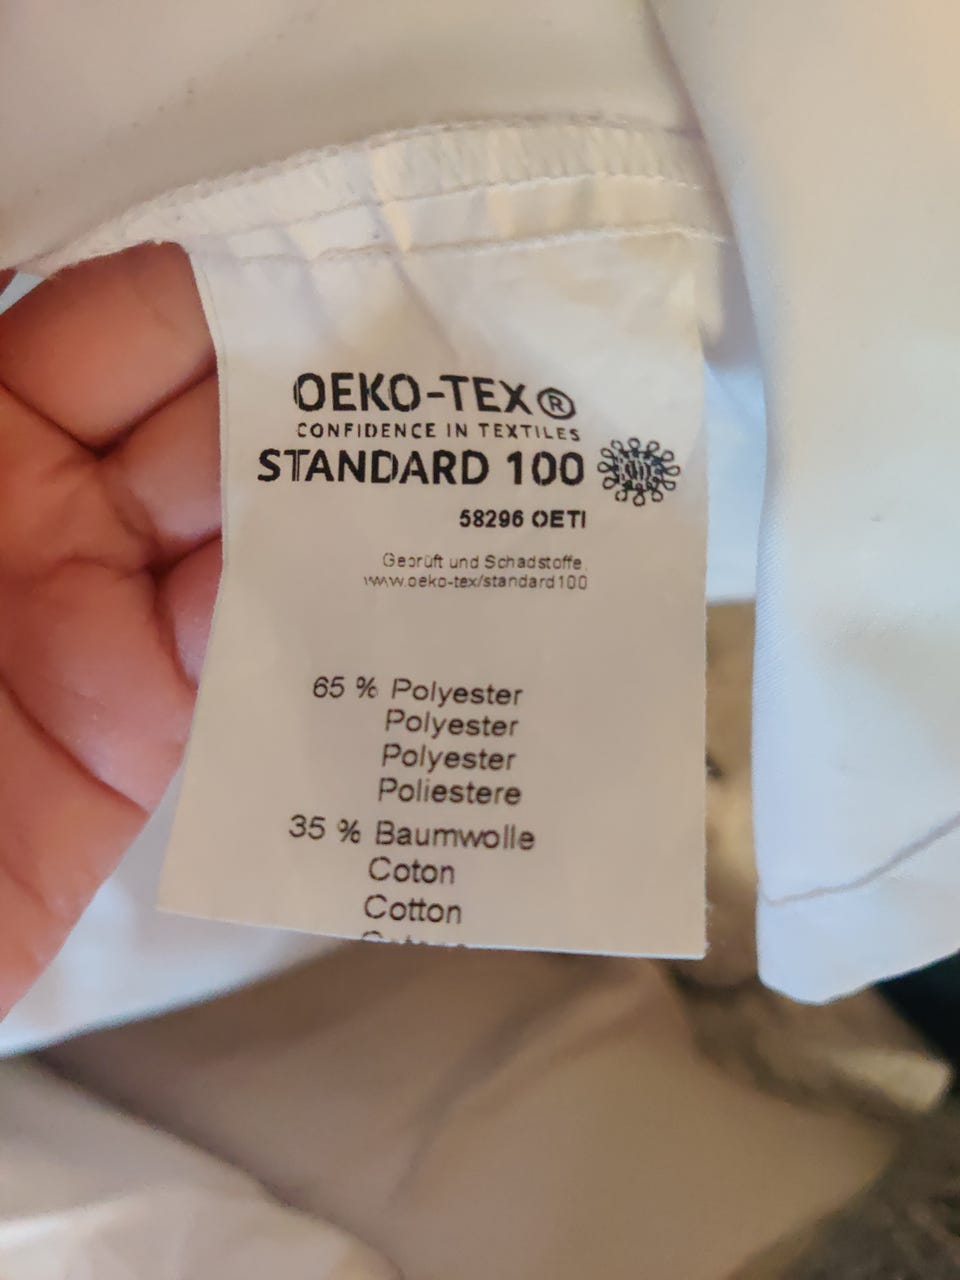 OEKO-TEX®
CONFIDENCE IN TEXTILES
STANDARD 100
58296 OETI
Geprüft und Schadstoffe.
www.oeko-tex/standard100
65 % Polyester
Polyester
Polyester
Poliestere
35 % Baumwolle
Coton
Cotton